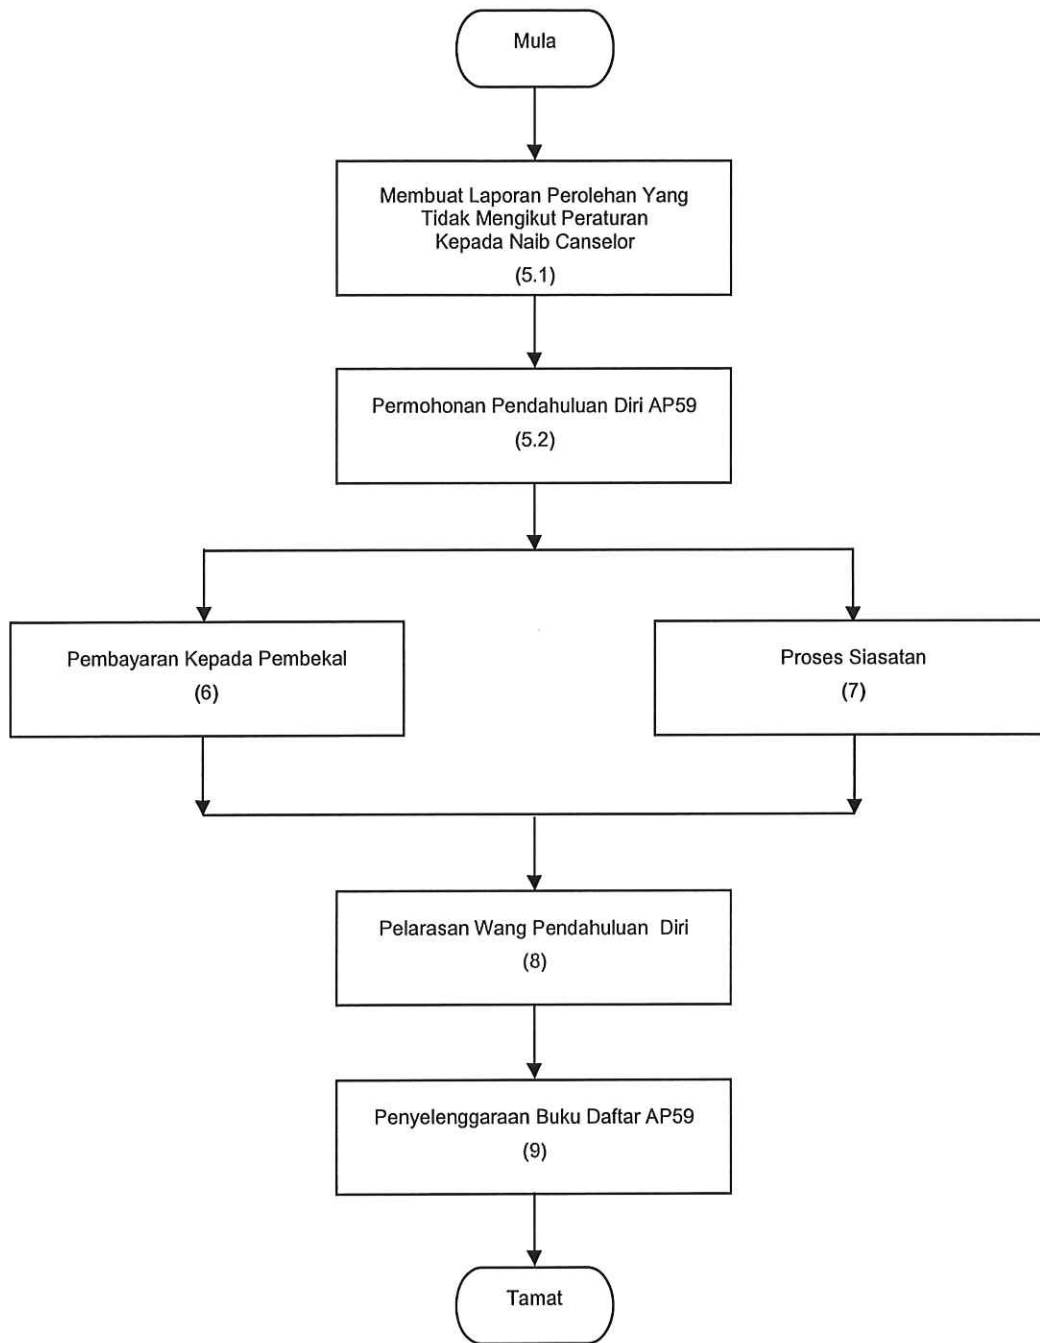 Mula
Membuat Laporan Perolehan Yang
Tidak Mengikut Peraturan
Kepada Naib Canselor
(5.1)
Permohonan Pendahuluan Diri AP59
(5.2)
Pembayaran Kepada Pembekal
(6)
Proses Siasatan
(7)
Pelarasan Wang Pendahuluan Diri
(8)
Penyelenggaraan Buku Daftar AP59
(9)
Tamat